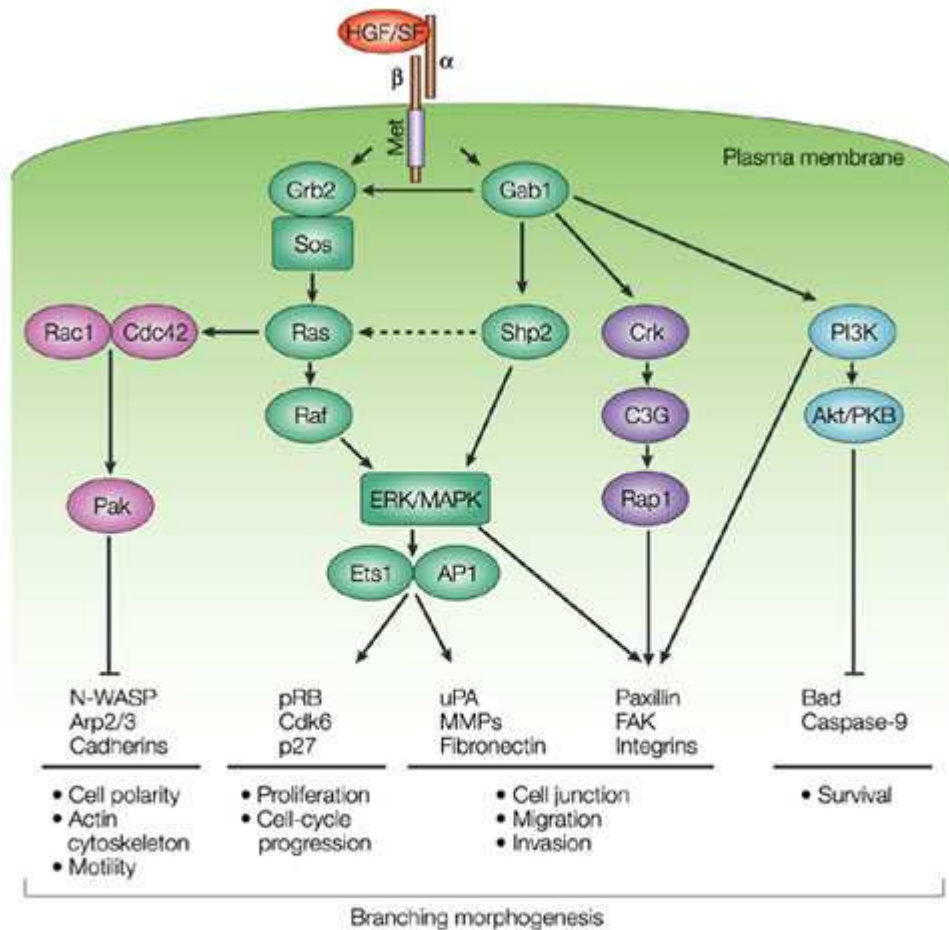 HGF/SF
α
β
Met
Plasma membrane
Grb2
Gab1
Sos
Rac1
Cdc42
Ras
Shp2
Crk
PI3K
Raf
C3G
Akt/PKB
Pak
ERK/MAPK
Rap1
Ets1
AP1
N-WASP
Arp2/3
Cadherins
pRB
Cdk6
p27
uPA
MMPs
Fibronectin
Paxillin
FAK
Integrins
Bad
Caspase-9
• Cell polarity
• Actin
cytoskeleton
• Motility
• Proliferation
• Cell-cycle
progression
• Cell junction
• Migration
• Invasion
• Survival
Branching morphogenesis